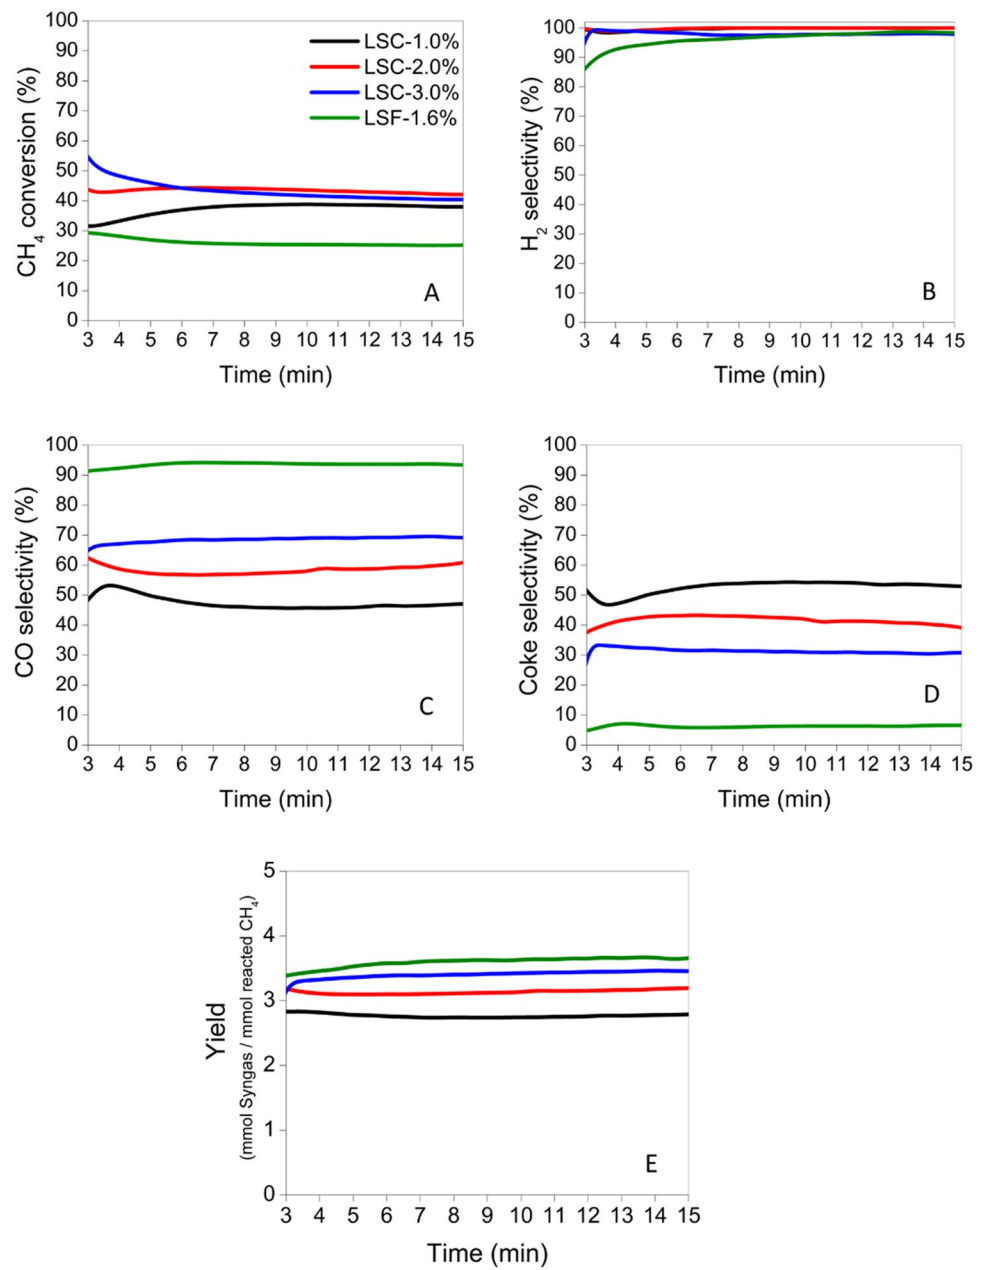 CH4 conversion (%)
100
90
80
70
60
50
40
30
20
10
0
LSC-1.0%
LSC-2.0%
LSC-3.0%
LSF-1.6%
A
3 4 5 6 7 8 9 10 11 12 13 14 15
Time (min)
H2 selectivity (%)
100
90
80
70
60
50
40
30
20
10
0
B
3 4 5 6 7 8 9 10 11 12 13 14 15
Time (min)
CO selectivity (%)
100
90
80
70
60
50
40
30
20
10
0
C
3 4 5 6 7 8 9 10 11 12 13 14 15
Time (min)
Coke selectivity (%)
100
90
80
70
60
50
40
30
20
10
0
D
3 4 5 6 7 8 9 10 11 12 13 14 15
Time (min)
Yield
(mmol Syngas / mmol reacted CH4)
5
4
3
2
1
0
E
3 4 5 6 7 8 9 10 11 12 13 14 15
Time (min)